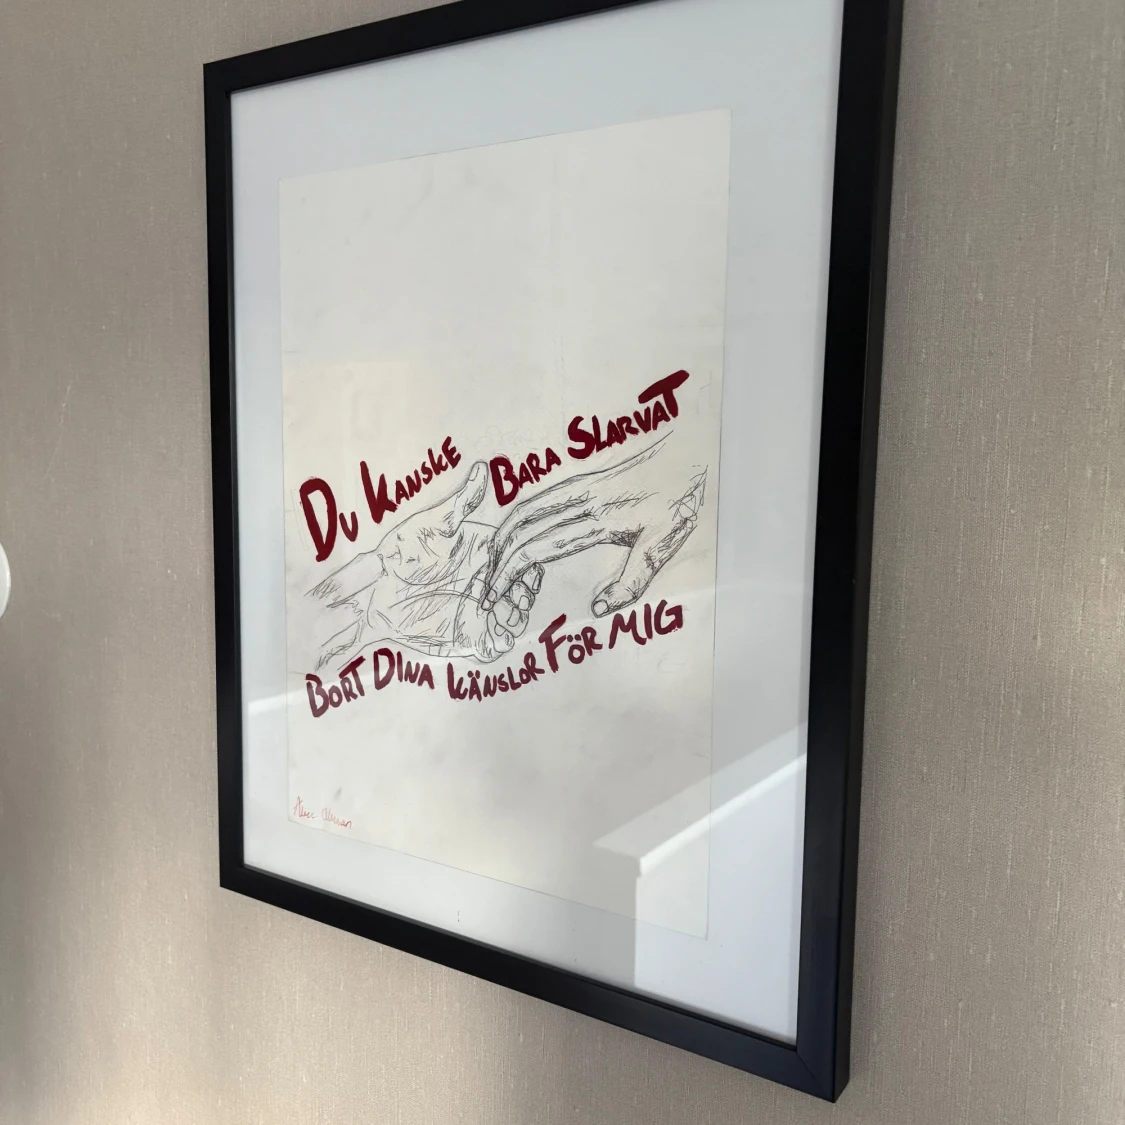 Du Kanske Bara Slarvat
Bort Dina Känslor För Mig